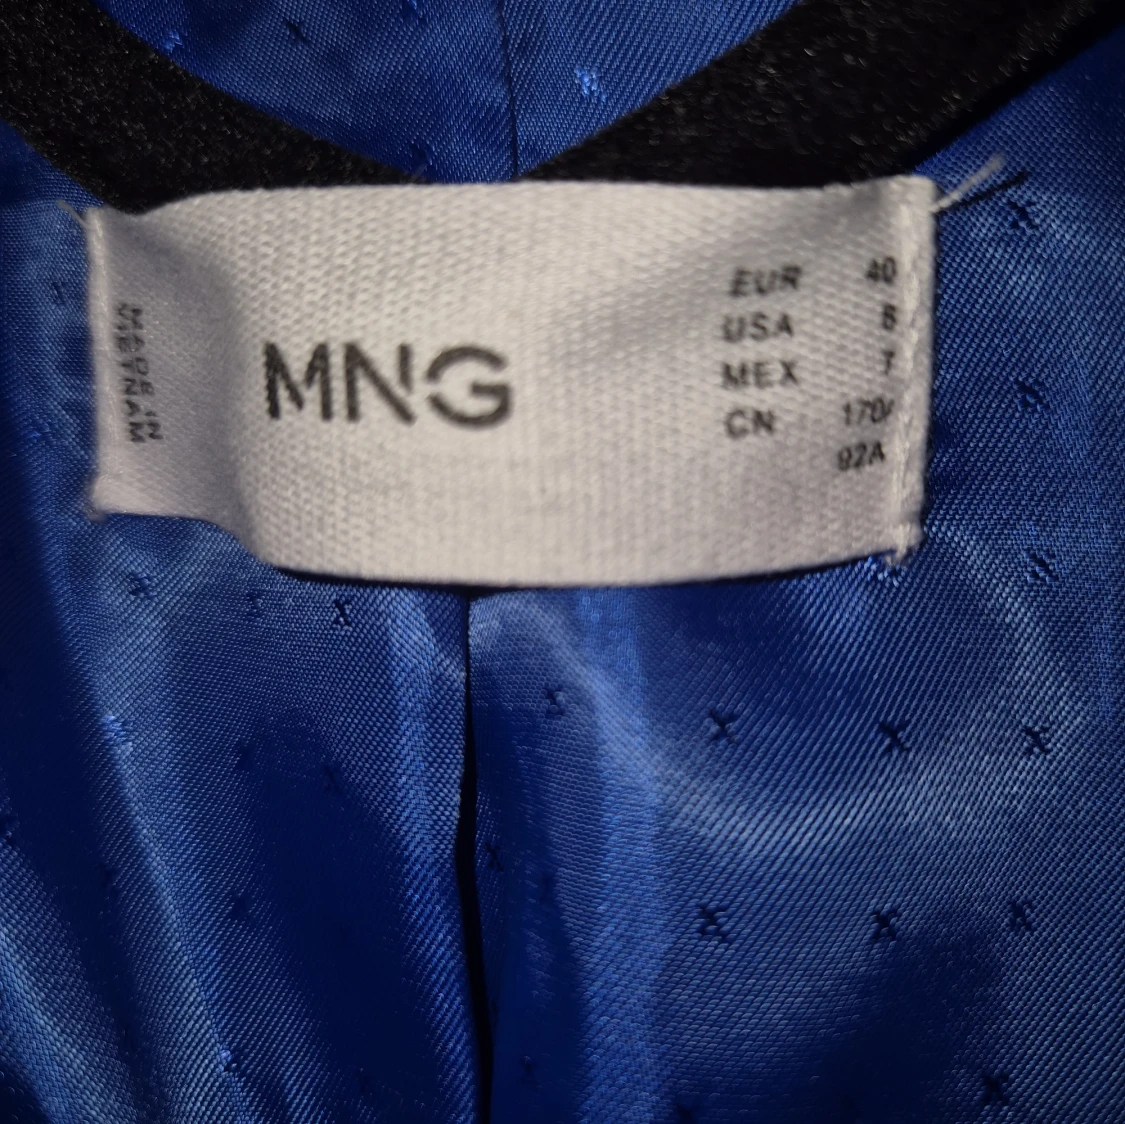 MADE IN
VIETNAM
MNG
EUR 40
USA 8
MEX 7
CN 170/
92A